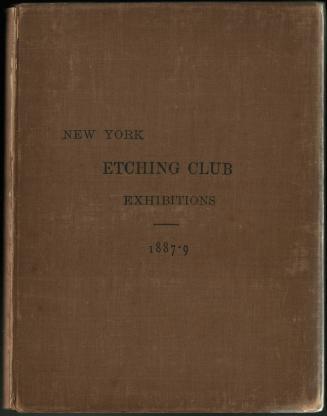 NEW YORK
ETCHING CLUB
EXHIBITIONS
1887-9